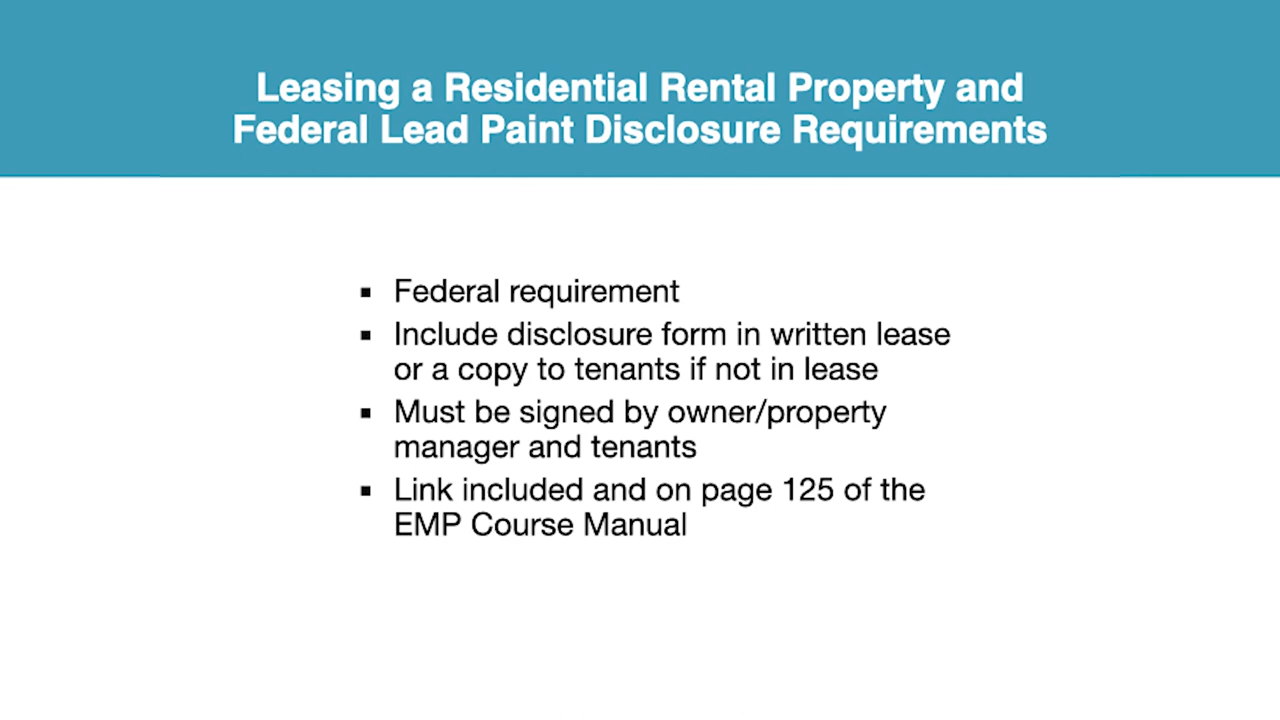 Leasing a Residential Rental Property and
Federal Lead Paint Disclosure Requirements
▪ Federal requirement
▪ Include disclosure form in written lease
or a copy to tenants if not in lease
▪ Must be signed by owner/property
manager and tenants
▪ Link included and on page 125 of the
EMP Course Manual